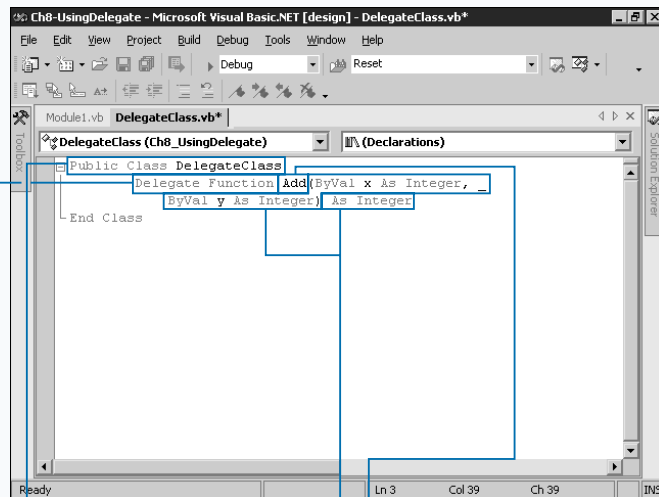 Ch8-UsingDelegate - Microsoft Visual Basic.NET [design] - DelegateClass.vb*
File Edit View Project Build Debug Tools Window Help
Debug Reset
Module1.vb DelegateClass.vb*
Toolbox
DelegateClass (Ch8_UsingDelegate) (Declarations)
Solution Explorer
Public Class DelegateClass
Delegate Function Add(ByVal x As Integer, _
ByVal y As Integer) As Integer
End Class
Ready Ln 3 Col 39 Ch 39 INS